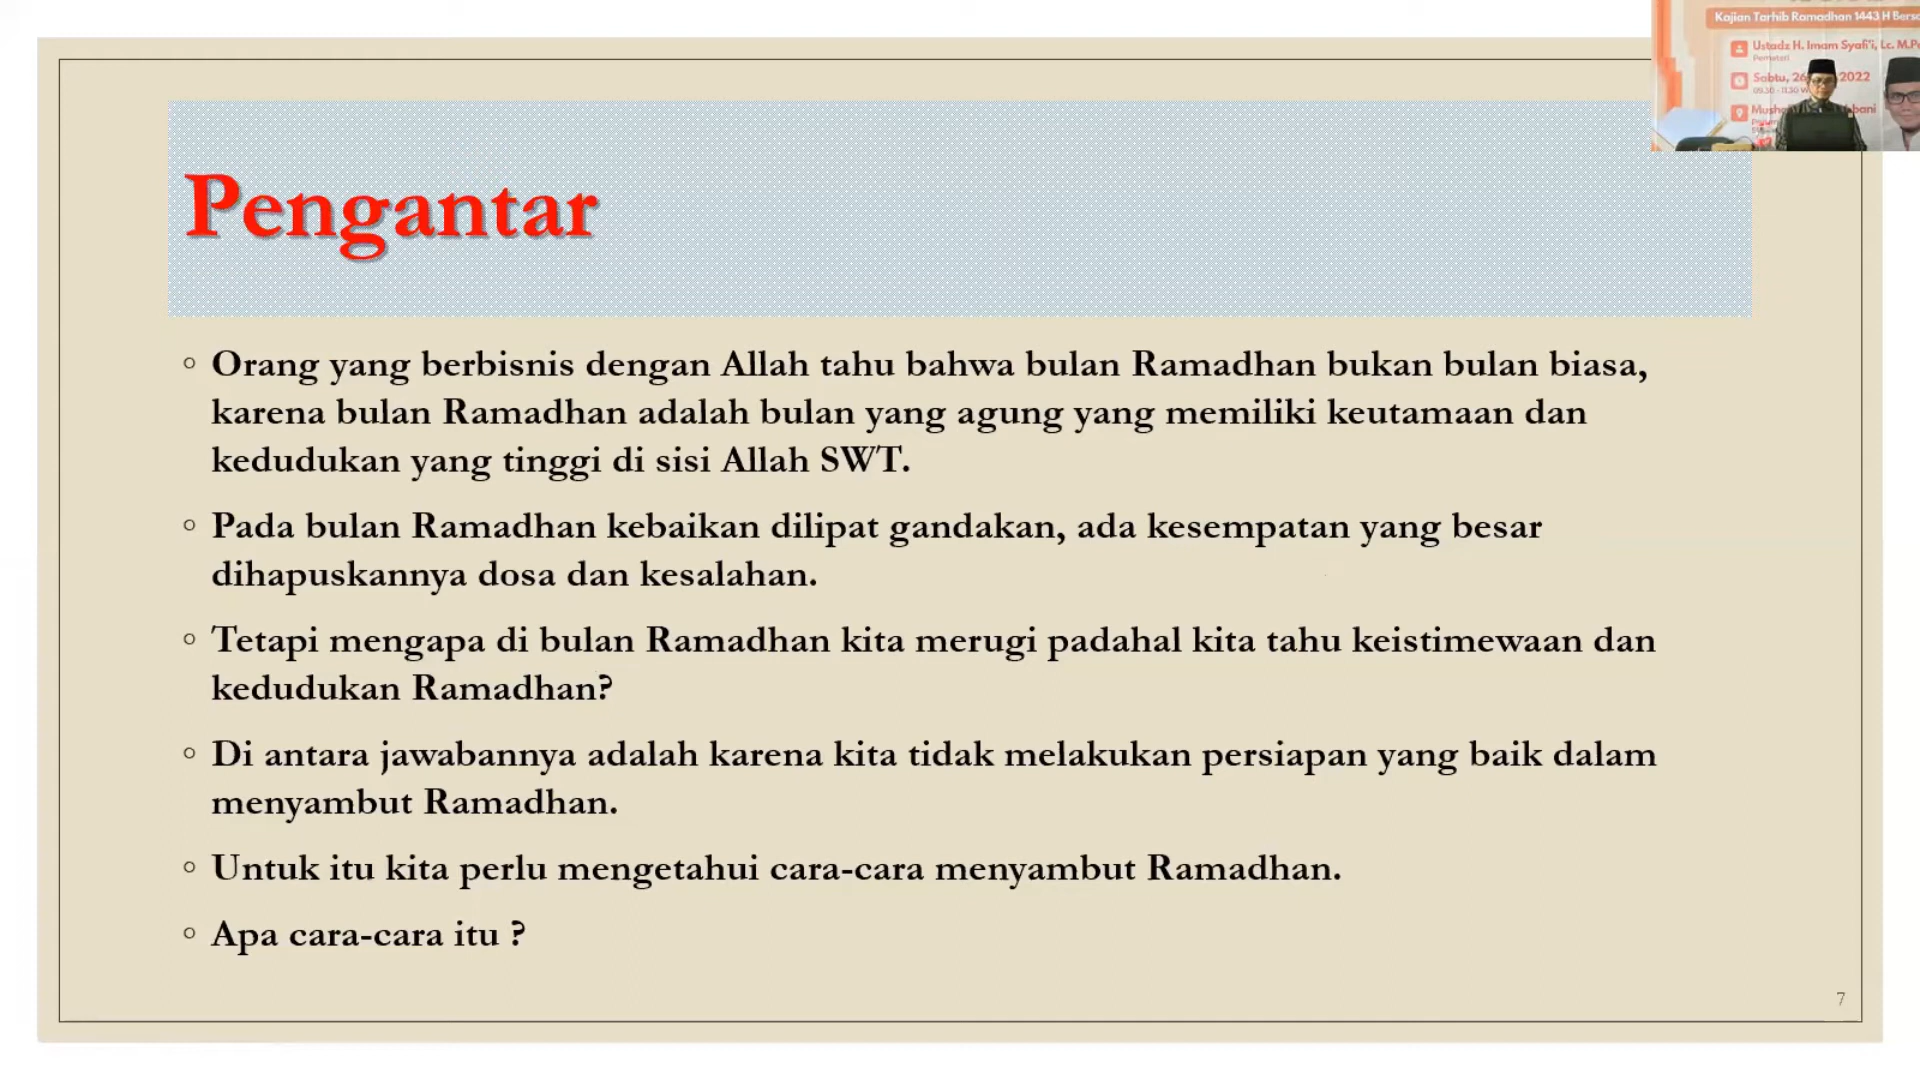 Kajian Tarhib Ramadhan 1443 H
Ustadz H. Imam Syafi'i, Lc.
Pemateri
Sabtu, 2022
Pengantar
Orang yang berbisnis dengan Allah tahu bahwa bulan Ramadhan bukan bulan biasa,
karena bulan Ramadhan adalah bulan yang agung yang memiliki keutamaan dan
kedudukan yang tinggi di sisi Allah SWT.
Pada bulan Ramadhan kebaikan dilipat gandakan, ada kesempatan yang besar
dihapuskannya dosa dan kesalahan.
Tetapi mengapa di bulan Ramadhan kita merugi padahal kita tahu keistimewaan dan
kedudukan Ramadhan?
Di antara jawabannya adalah karena kita tidak melakukan persiapan yang baik dalam
menyambut Ramadhan.
Untuk itu kita perlu mengetahui cara-cara menyambut Ramadhan.
Apa cara-cara itu ?
7